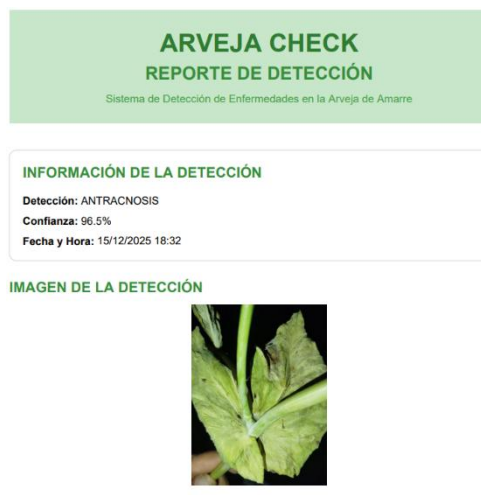 ARVEJA CHECK
REPORTE DE DETECCIÓN
Sistema de Detección de Enfermedades en la Arveja de Amarre
INFORMACIÓN DE LA DETECCIÓN
Detección: ANTRACNOSIS
Confianza: 96.5%
Fecha y Hora: 15/12/2025 18:32
IMAGEN DE LA DETECCIÓN